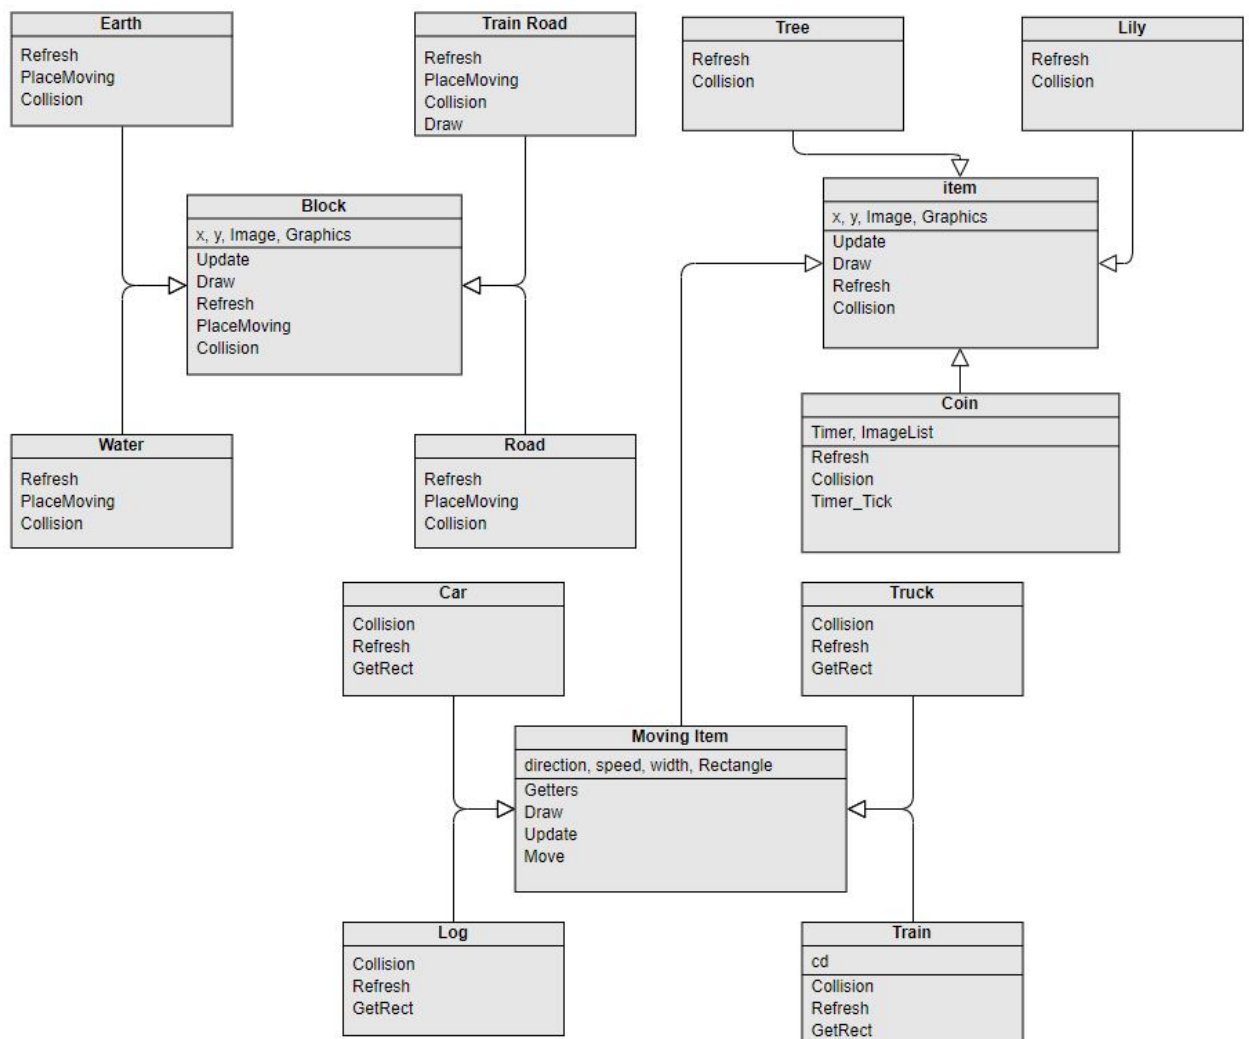 Earth
Refresh
PlaceMoving
Collision
Train Road
Refresh
PlaceMoving
Collision
Draw
Tree
Refresh
Collision
Lily
Refresh
Collision
Block
x, y, Image, Graphics
Update
Draw
Refresh
PlaceMoving
Collision
item
x, y, Image, Graphics
Update
Draw
Refresh
Collision
Water
Refresh
PlaceMoving
Collision
Road
Refresh
PlaceMoving
Collision
Coin
Timer, ImageList
Refresh
Collision
Timer_Tick
Car
Collision
Refresh
GetRect
Truck
Collision
Refresh
GetRect
Moving Item
direction, speed, width, Rectangle
Getters
Draw
Update
Move
Log
Collision
Refresh
GetRect
Train
cd
Collision
Refresh
GetRect